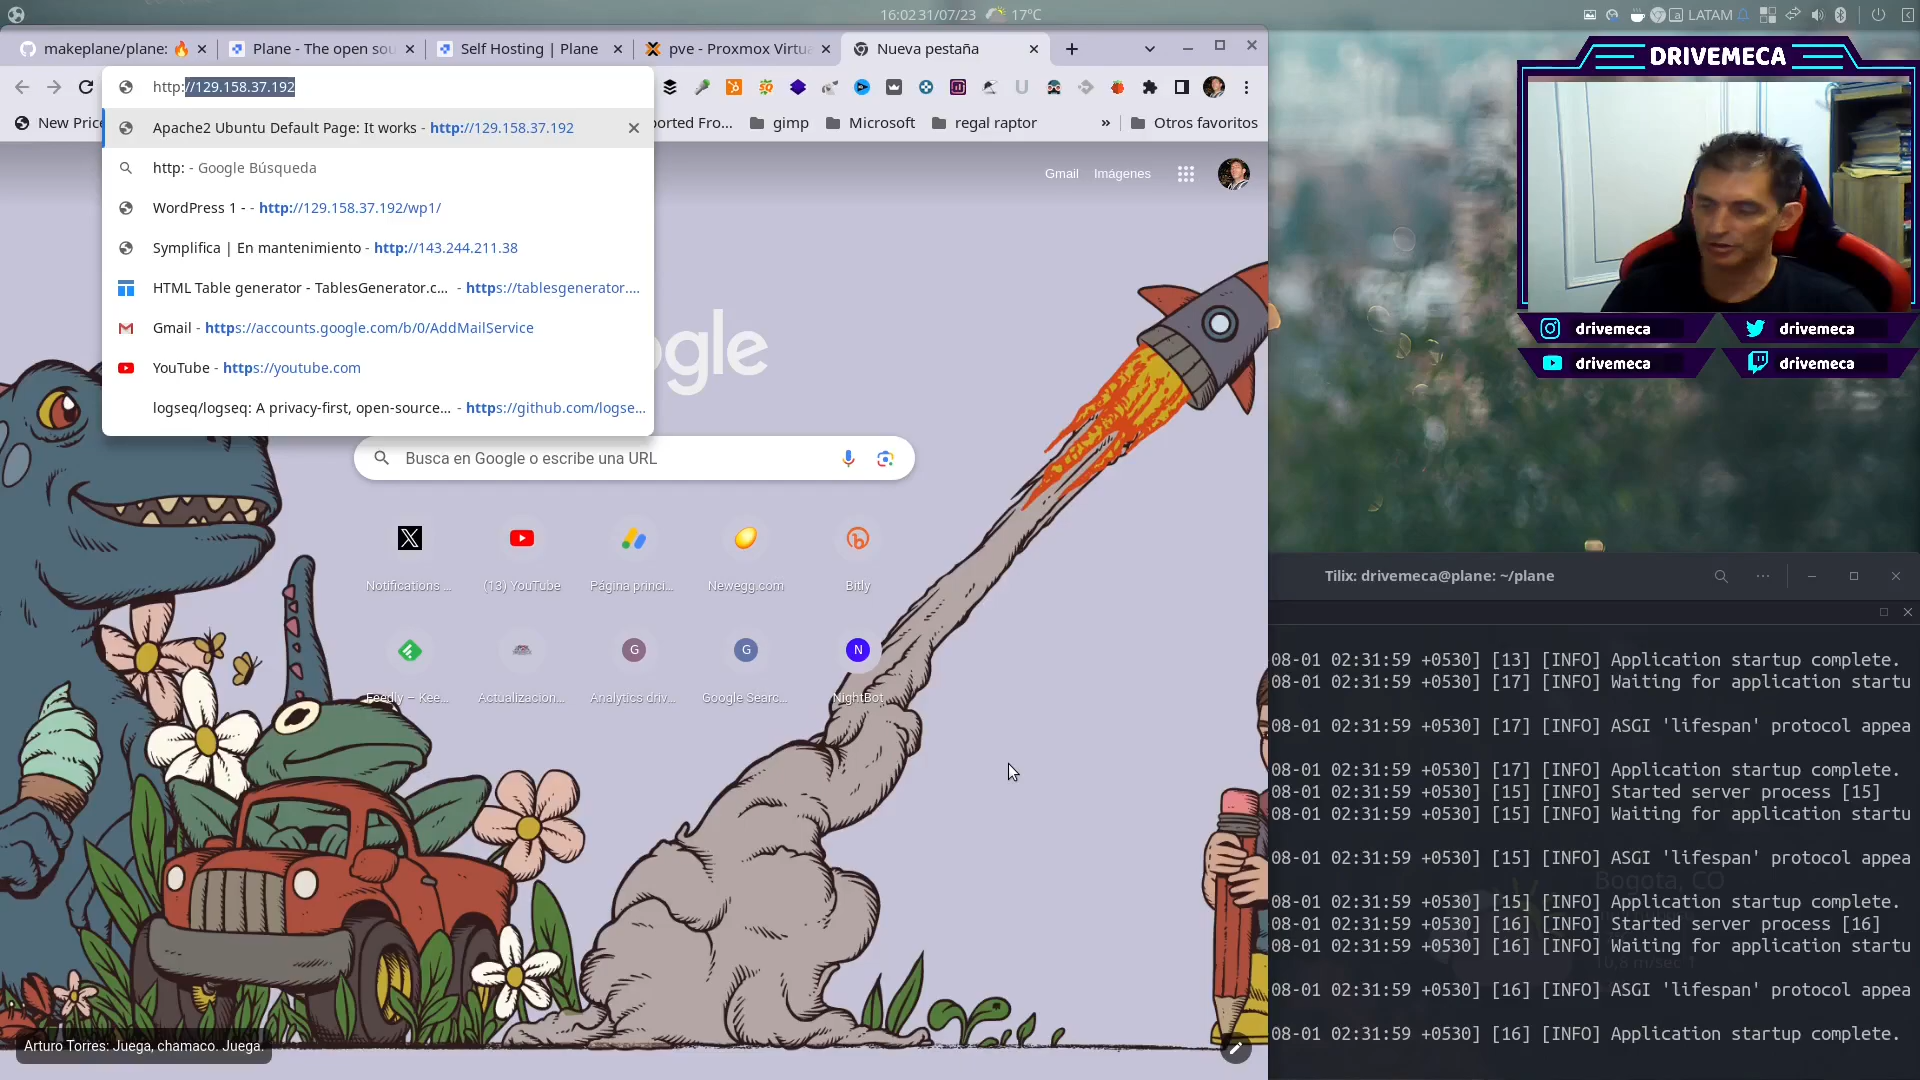 16:02 31/07/23 17°C
LATAM
makeplane/plane:
Plane - The open sou
Self Hosting | Plane
pve - Proxmox Virtua
Nueva pestaña
http://129.158.37.192
New Price
ported Fro...
gimp
Microsoft
regal raptor
»
Otros favoritos
Apache2 Ubuntu Default Page: It works - http://129.158.37.192
http: - Google Búsqueda
WordPress 1 - - http://129.158.37.192/wp1/
Symplifica | En mantenimiento - http://143.244.211.38
HTML Table generator - TablesGenerator.c... - https://tablesgenerator....
Gmail - https://accounts.google.com/b/0/AddMailService
YouTube - https://youtube.com
logseq/logseq: A privacy-first, open-source... - https://github.com/logse...
Gmail
Imágenes
ogle
Busca en Google o escribe una URL
Notifications ...
(13) YouTube
Página princi...
Newegg.com
Bitly
Feedly – Kee...
Actualizacion...
G
Analytics driv...
G
Google Searc...
N
NightBot
Arturo Torres: Juega, chamaco. Juega.
DRIVEMECA
drivemeca
drivemeca
drivemeca
drivemeca
Tilix: drivemeca@plane: ~/plane
08-01 02:31:59 +0530] [13] [INFO] Application startup complete.
08-01 02:31:59 +0530] [17] [INFO] Waiting for application startu
08-01 02:31:59 +0530] [17] [INFO] ASGI 'lifespan' protocol appea
08-01 02:31:59 +0530] [17] [INFO] Application startup complete.
08-01 02:31:59 +0530] [15] [INFO] Started server process [15]
08-01 02:31:59 +0530] [15] [INFO] Waiting for application startu
08-01 02:31:59 +0530] [15] [INFO] ASGI 'lifespan' protocol appea
Bogota, CO
08-01 02:31:59 +0530] [15] [INFO] Application startup complete.
08-01 02:31:59 +0530] [16] [INFO] Started server process [16]
08-01 02:31:59 +0530] [16] [INFO] Waiting for application startu
10,8 m/sec
08-01 02:31:59 +0530] [16] [INFO] ASGI 'lifespan' protocol appea
08-01 02:31:59 +0530] [16] [INFO] Application startup complete.